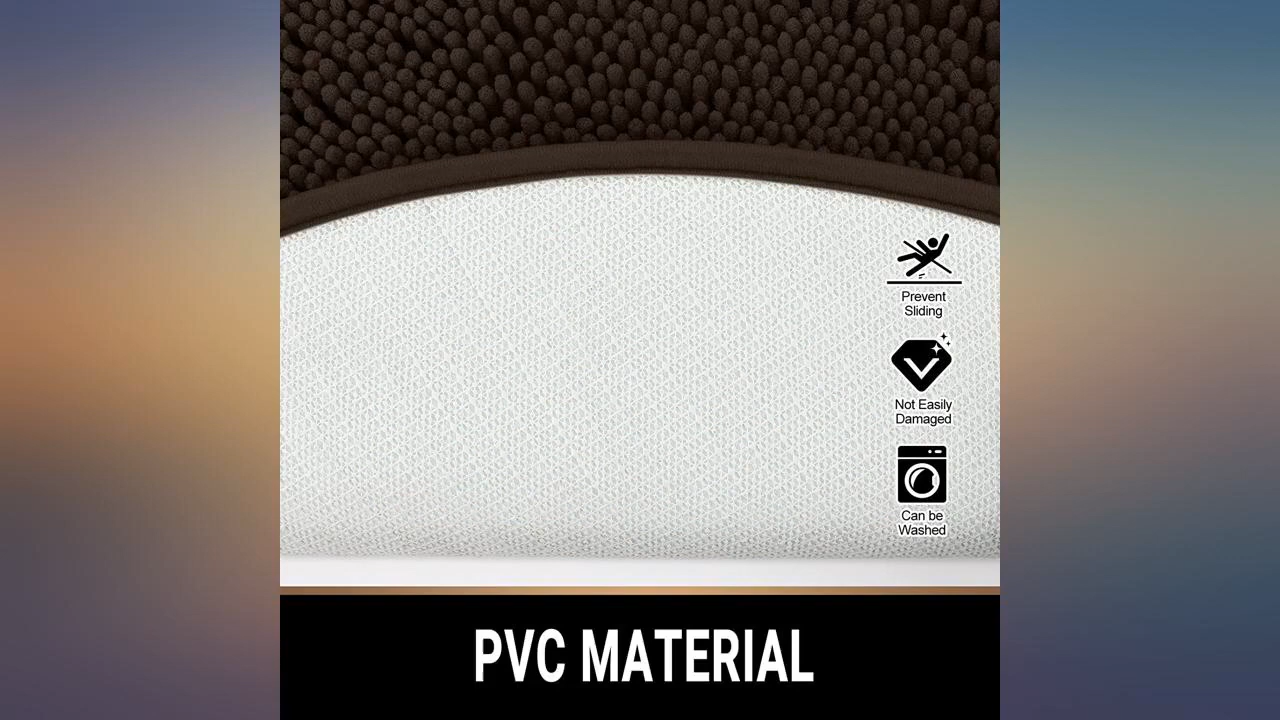 Prevent
Sliding
Not Easily
Damaged
Can be
Washed
PVC MATERIAL